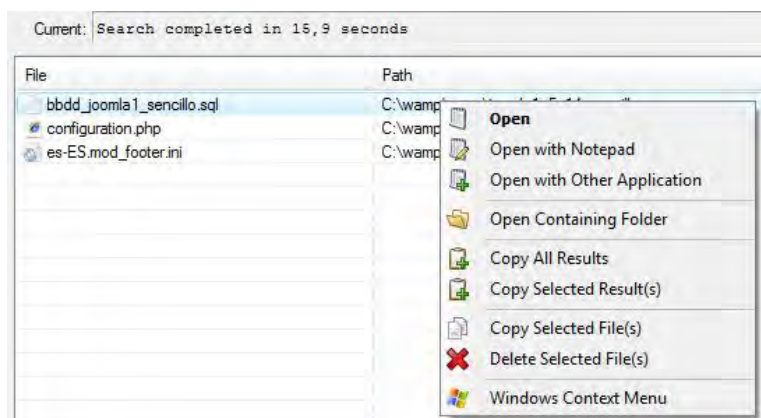 Current: Search completed in 15,9 seconds
File Path
bbdd_joomla1_sencillo.sql C:\wamp
configuration.php C:\wamp
es-ES.mod_footer.ini C:\wamp
Open
Open with Notepad
Open with Other Application
Open Containing Folder
Copy All Results
Copy Selected Result(s)
Copy Selected File(s)
Delete Selected File(s)
Windows Context Menu